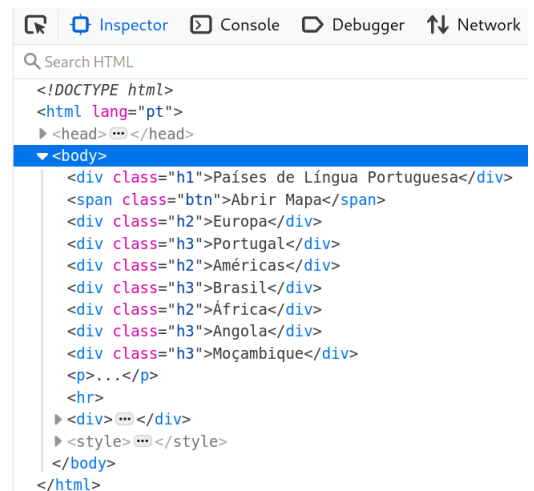 Inspector Console Debugger Network
Search HTML
<!DOCTYPE html>
<html lang="pt">
<head> ••• </head>
<body>
<div class="h1">Países de Língua Portuguesa</div>
<span class="btn">Abrir Mapa</span>
<div class="h2">Europa</div>
<div class="h3">Portugal</div>
<div class="h2">Américas</div>
<div class="h3">Brasil</div>
<div class="h2">África</div>
<div class="h3">Angola</div>
<div class="h3">Moçambique</div>
<p>...</p>
<hr>
<div> ••• </div>
<style> ••• </style>
</body>
</html>